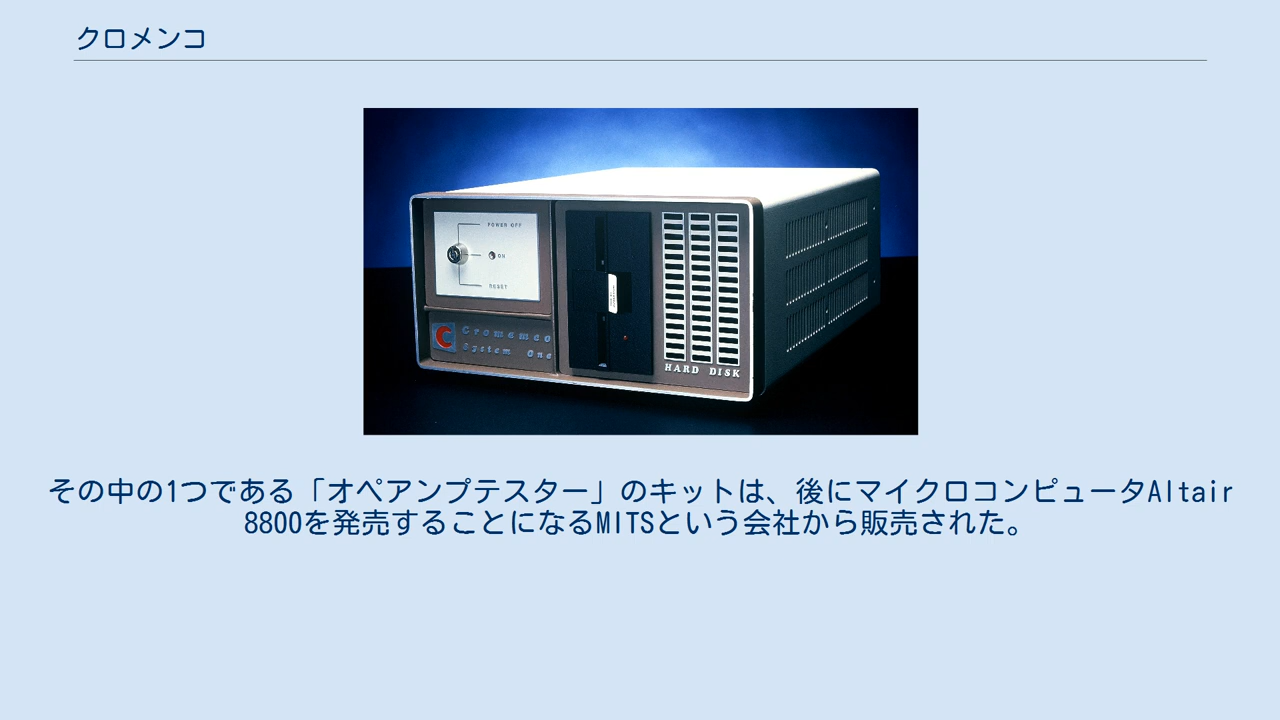 クロメンコ
POWER OFF
ON
RESET
C Cromemco
System One
HARD DISK
その中の1つである「オペアンプテスター」のキットは、後にマイクロコンピュータAltair
8800を発売することになるMITSという会社から販売された。